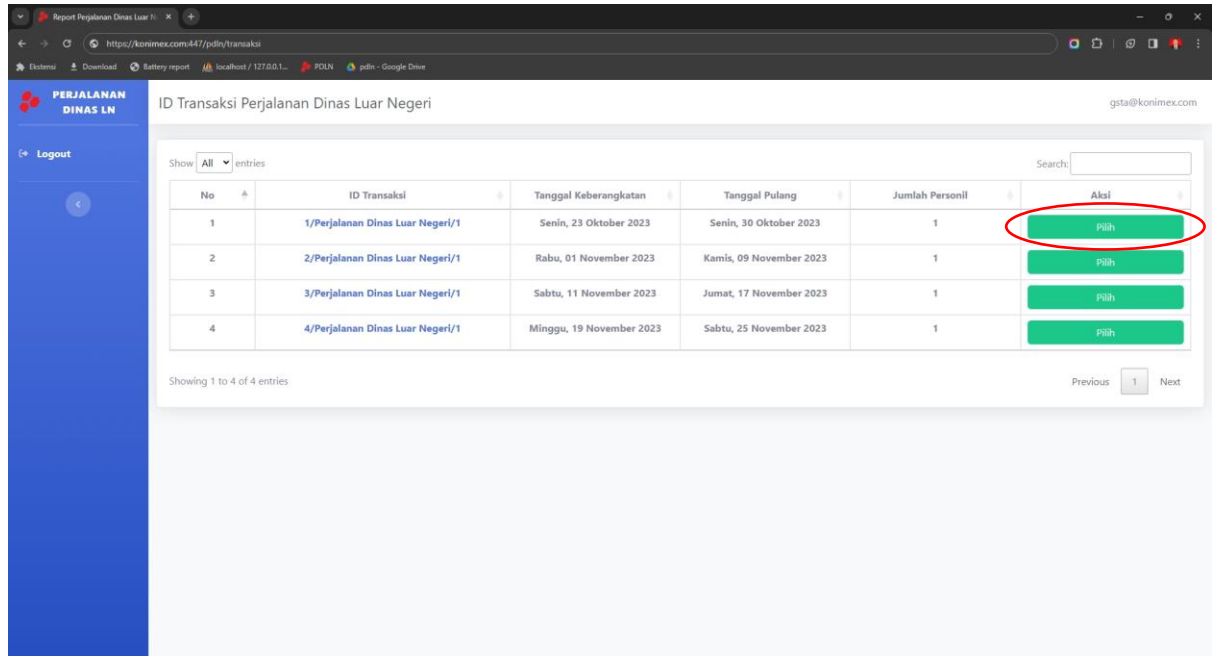 Report Perjalanan Dinas Luar N
https://konimex.com:447/pdln/transaksi
Ekstensi Download Battery report localhost / 127.0.0.1... PDLN pdln - Google Drive
PERJALANAN
DINAS LN
ID Transaksi Perjalanan Dinas Luar Negeri
gsta@konimex.com
Logout
Show All entries
Search:
No ID Transaksi Tanggal Keberangkatan Tanggal Pulang Jumlah Personil Aksi
1 1/Perjalanan Dinas Luar Negeri/1 Senin, 23 Oktober 2023 Senin, 30 Oktober 2023 1 Pilih
2 2/Perjalanan Dinas Luar Negeri/1 Rabu, 01 November 2023 Kamis, 09 November 2023 1 Pilih
3 3/Perjalanan Dinas Luar Negeri/1 Sabtu, 11 November 2023 Jumat, 17 November 2023 1 Pilih
4 4/Perjalanan Dinas Luar Negeri/1 Minggu, 19 November 2023 Sabtu, 25 November 2023 1 Pilih
Showing 1 to 4 of 4 entries
Previous 1 Next